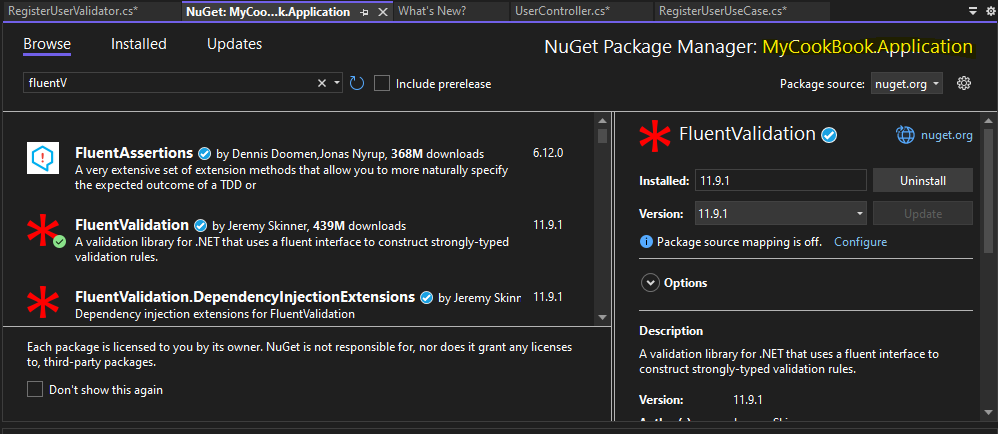 RegisterUserValidator.cs*
NuGet: MyCoo...k.Application
What's New?
UserController.cs*
RegisterUserUseCase.cs*
Browse
Installed
Updates
NuGet Package Manager: MyCookBook.Application
fluentV
Include prerelease
Package source: nuget.org
FluentAssertions by Dennis Doomen,Jonas Nyrup, 368M downloads
6.12.0
A very extensive set of extension methods that allow you to more naturally specify
the expected outcome of a TDD or
FluentValidation by Jeremy Skinner, 439M downloads
11.9.1
A validation library for .NET that uses a fluent interface to construct strongly-typed
validation rules.
FluentValidation.DependencyInjectionExtensions by Jeremy Skinr
11.9.1
Dependency injection extensions for FluentValidation
Each package is licensed to you by its owner. NuGet is not responsible for, nor does it grant any licenses
to, third-party packages.
Don't show this again
FluentValidation
nuget.org
Installed: 11.9.1
Uninstall
Version: 11.9.1
Update
Package source mapping is off. Configure
Options
Description
A validation library for .NET that uses a fluent interface to
construct strongly-typed validation rules.
Version: 11.9.1